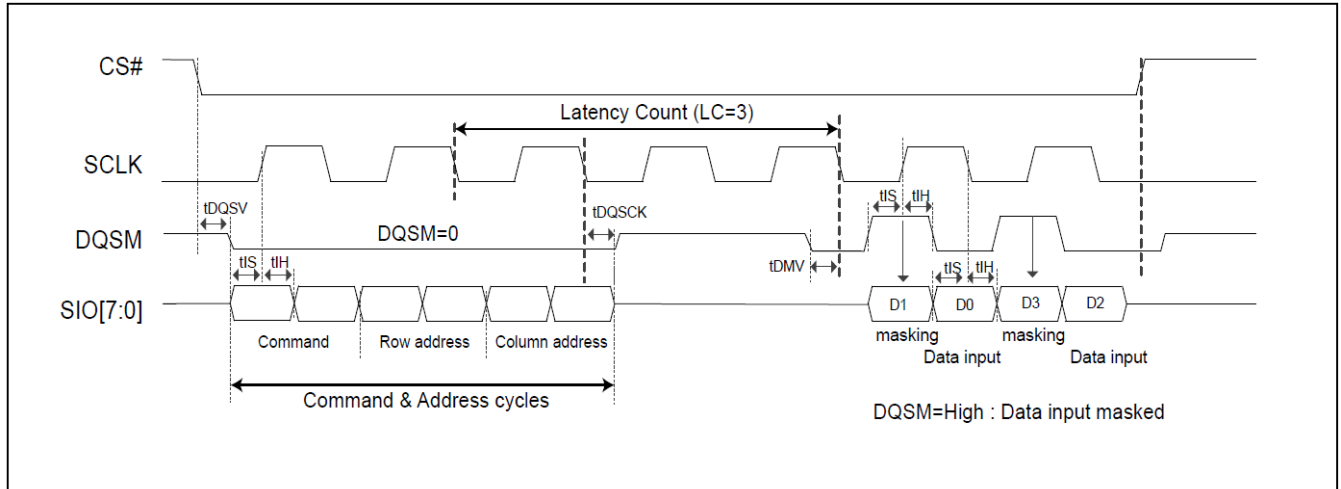 CS#
Latency Count (LC=3)
SCLK
tDQSV
tDQSCK
tIS
tIH
DQSM
DQSM=0
tIS
tIH
tDMV
tIS
tIH
SIO[7:0]
D1
D0
D3
D2
Command
Row address
Column address
masking
masking
Data input
Data input
Command & Address cycles
DQSM=High : Data input masked